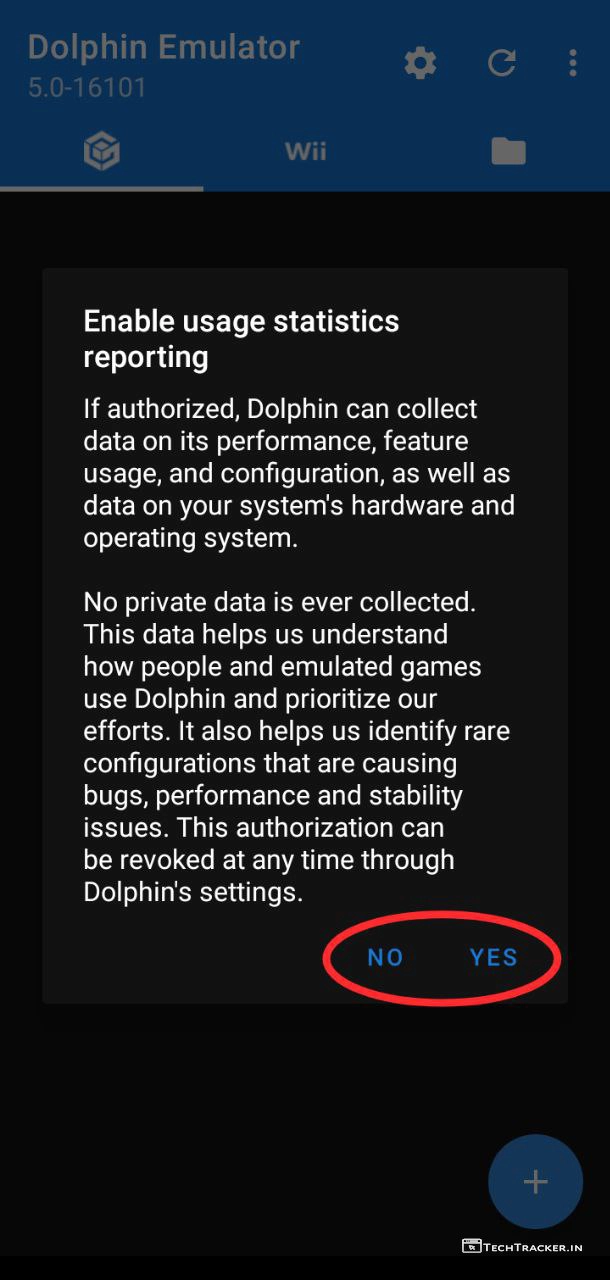 Dolphin Emulator
5.0-16101
Wii
Enable usage statistics
reporting
If authorized, Dolphin can collect
data on its performance, feature
usage, and configuration, as well as
data on your system's hardware and
operating system.
No private data is ever collected.
This data helps us understand
how people and emulated games
use Dolphin and prioritize our
efforts. It also helps us identify rare
configurations that are causing
bugs, performance and stability
issues. This authorization can
be revoked at any time through
Dolphin's settings.
NO YES
TECHTRACKER.IN